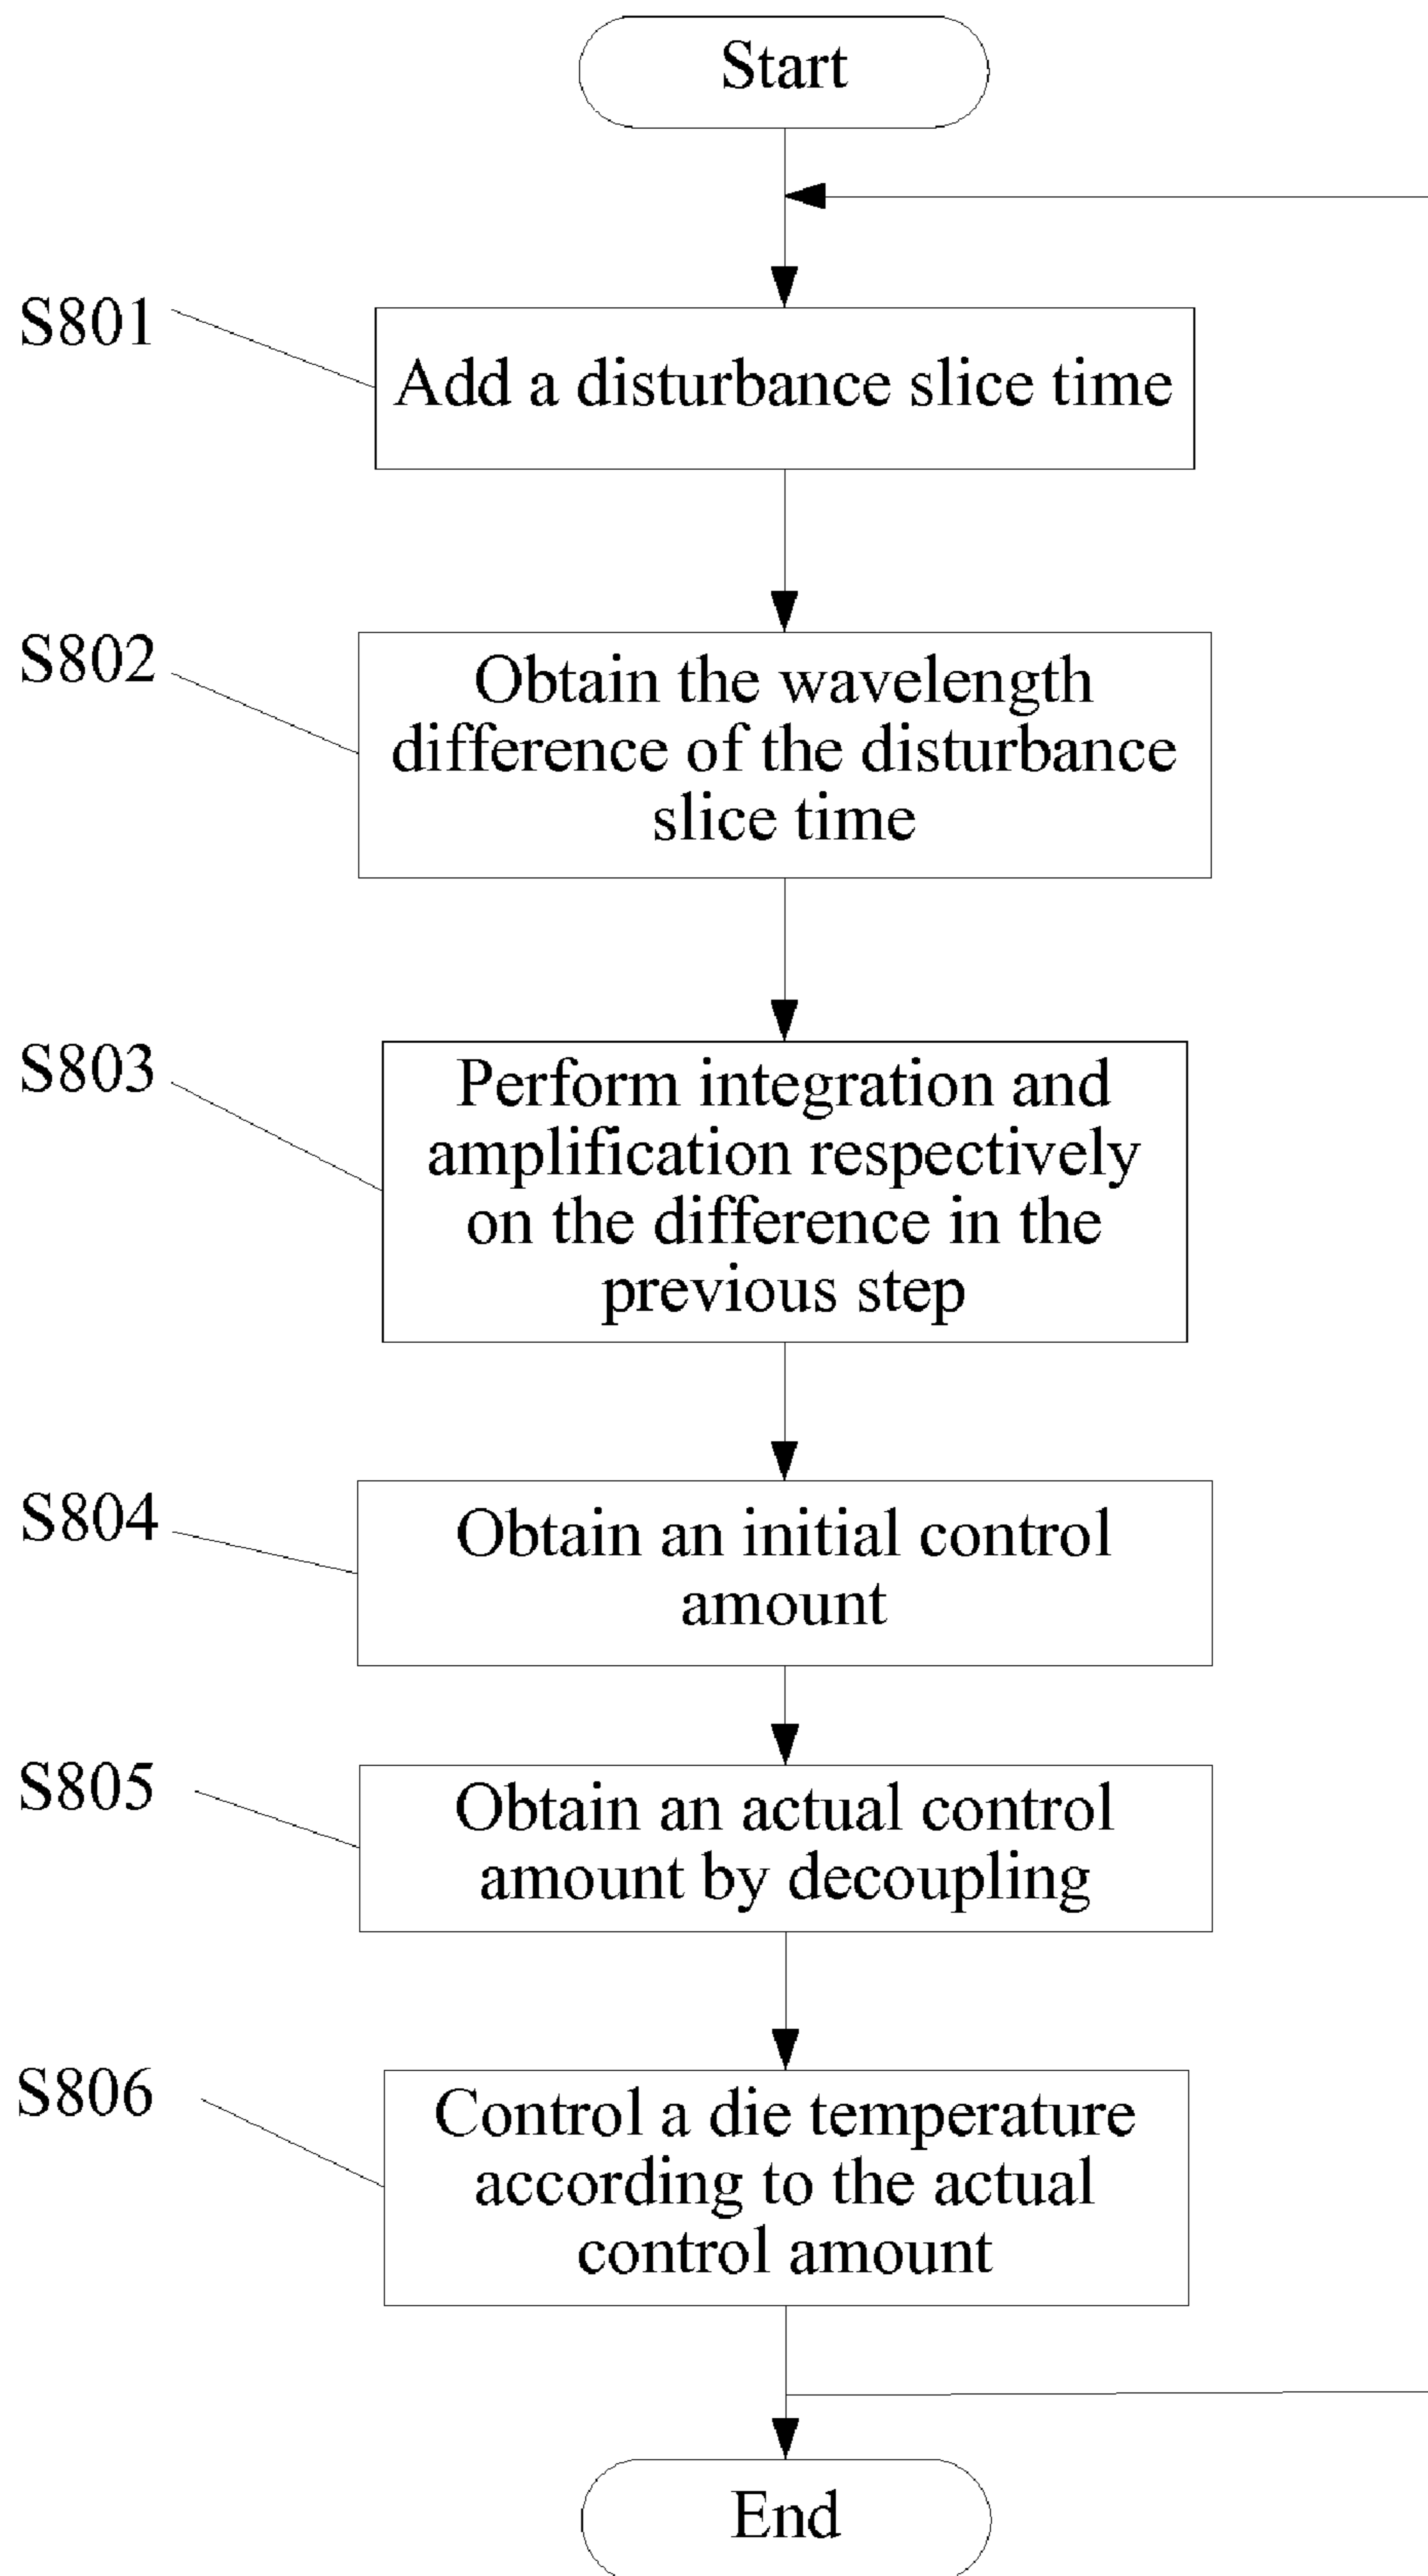 Start
S801
Add a disturbance slice time
S802
Obtain the wavelength
difference of the disturbance
slice time
S803
Perform integration and
amplification respectively
on the difference in the
previous step
S804
Obtain an initial control
amount
S805
Obtain an actual control
amount by decoupling
S806
Control a die temperature
according to the actual
control amount
End